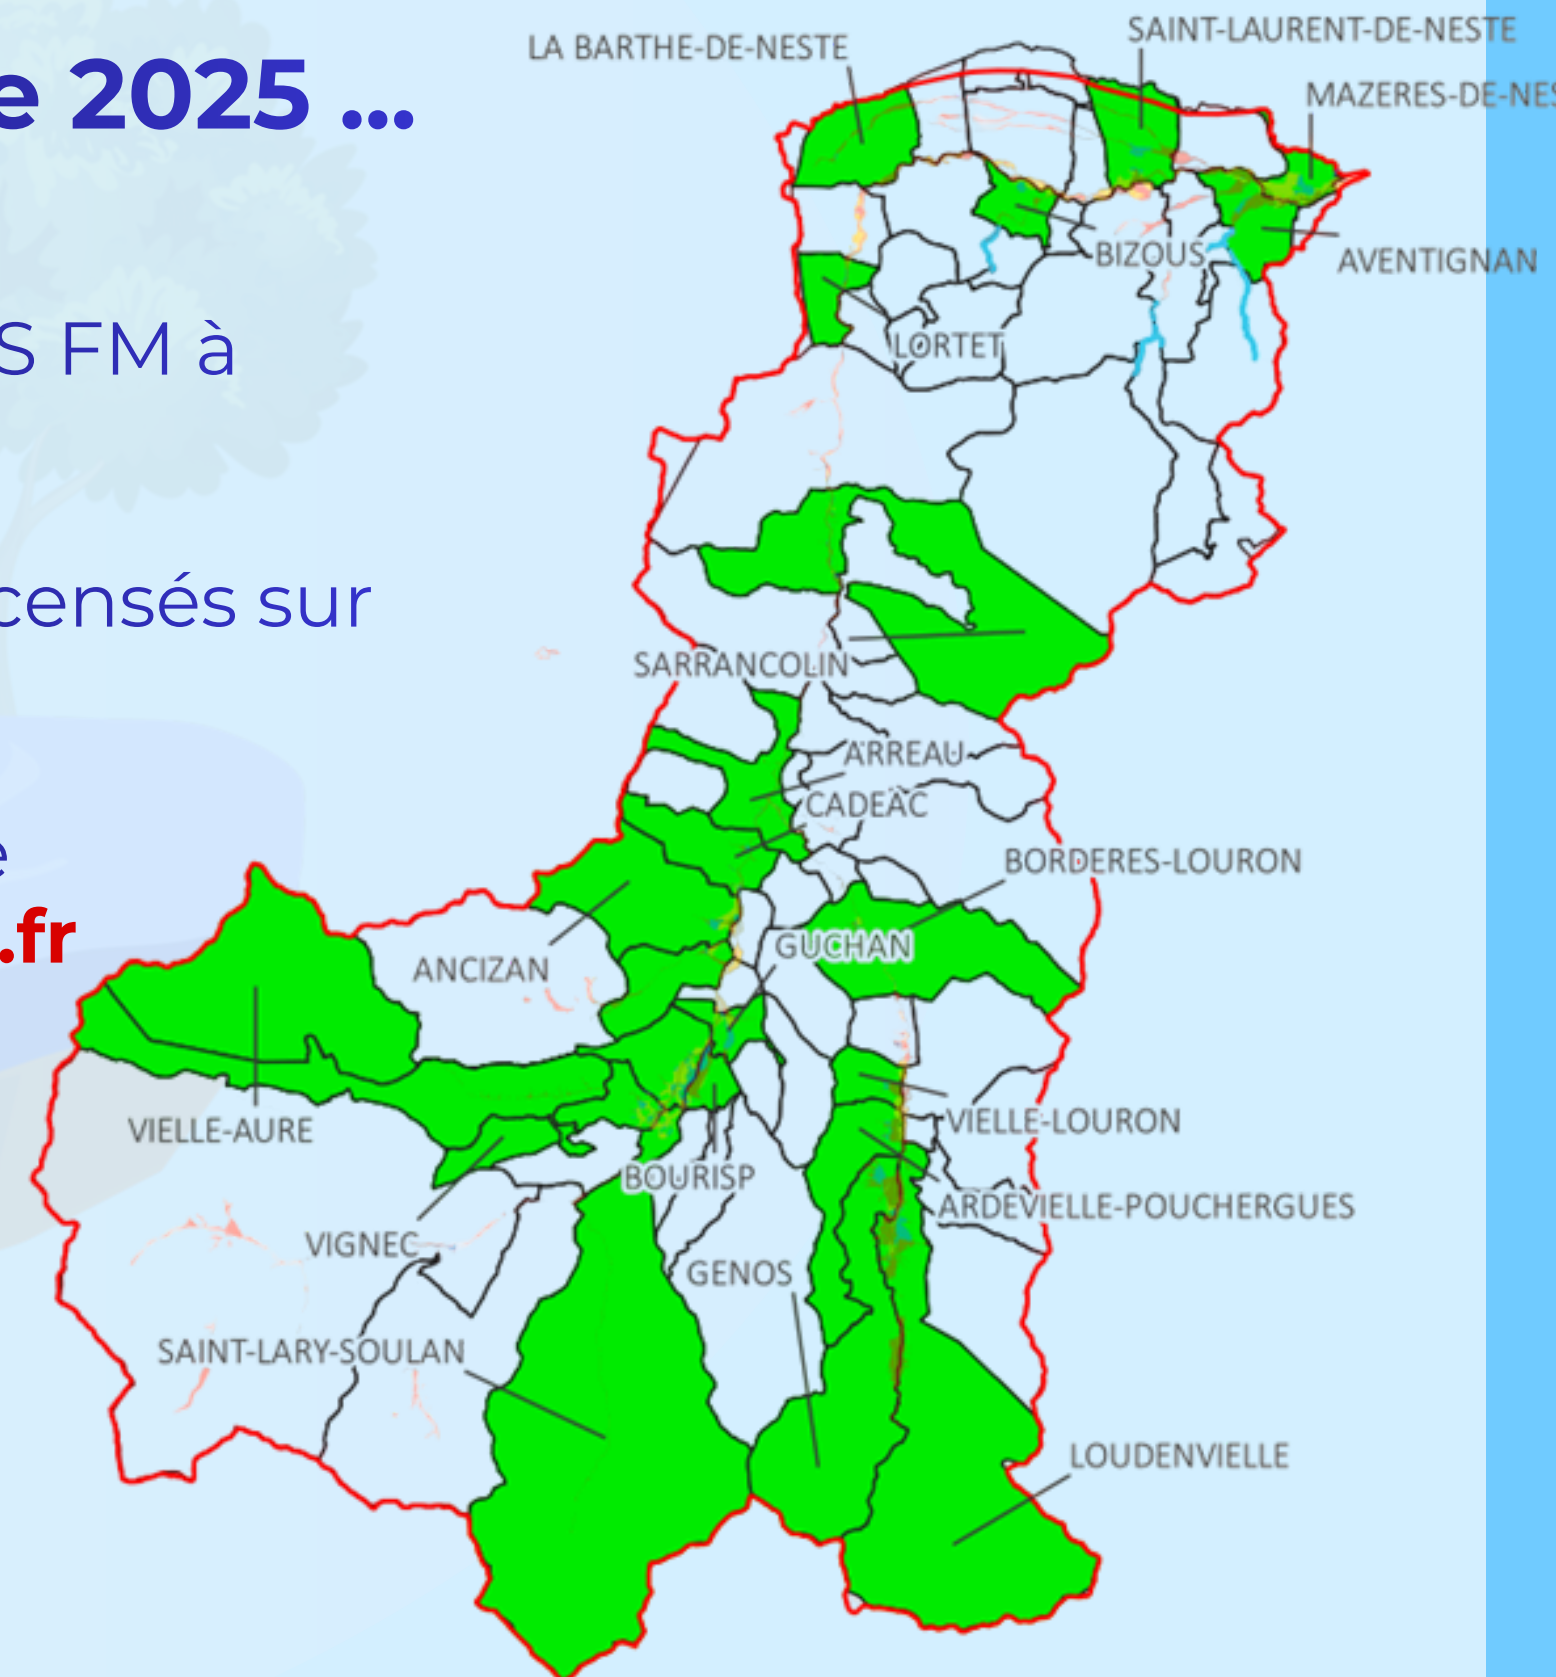 e 2025 ...
S FM à
censés sur
e
.fr
LA BARTHE-DE-NESTE
SAINT-LAURENT-DE-NESTE
MAZERES-DE-NES
BIZOUS
AVENTIGNAN
LORTET
SARRANCOLIN
ARREAU
CADEAC
BORDERES-LOURON
GUCHAN
ANCIZAN
VIELLE-AURE
VIELLE-LOURON
BOURISP
ARDEVIELLE-POUCHERGUES
VIGNEC
GENOS
SAINT-LARY-SOULAN
LOUDENVIELLE